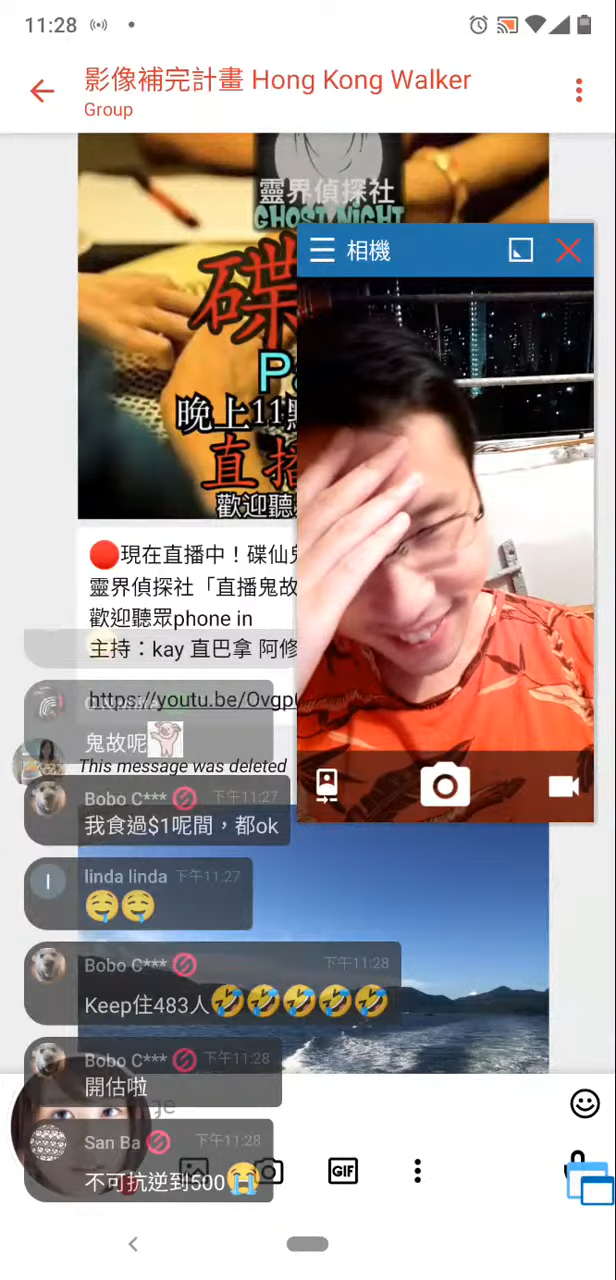 11:28
影像補完計畫 Hong Kong Walker
Group
靈界偵探社
GHOST NIGHT
相機
碟
晚上11
直播
歡迎聽
🔴現在直播中！碟仙
靈界偵探社「直播鬼故
歡迎聽眾phone in
主持：kay 直巴拿 阿修
https://youtu.be/Ovgp
鬼故呢
This message was deleted
Bobo C*** 下午11:27
我食過$1呢間，都ok
linda linda 下午11:27
🤤🤤
Bobo C*** 下午11:28
Keep住483人🤣🤣🤣🤣🤣
Bobo C*** 下午11:28
開估啦
San Ba 下午11:28
不可抗逆到500😭
GIF